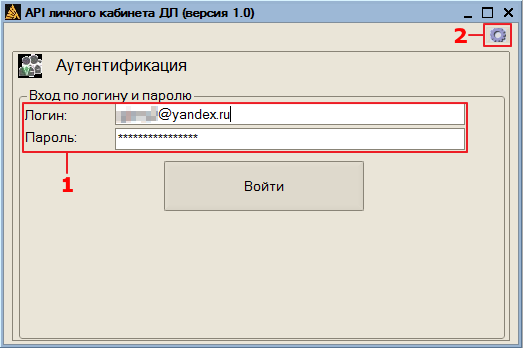 API личного кабинета ДЛ (версия 1.0)
2
Аутентификация
Вход по логину и паролю
Логин: @yandex.ru
Пароль: ****************
1
Войти